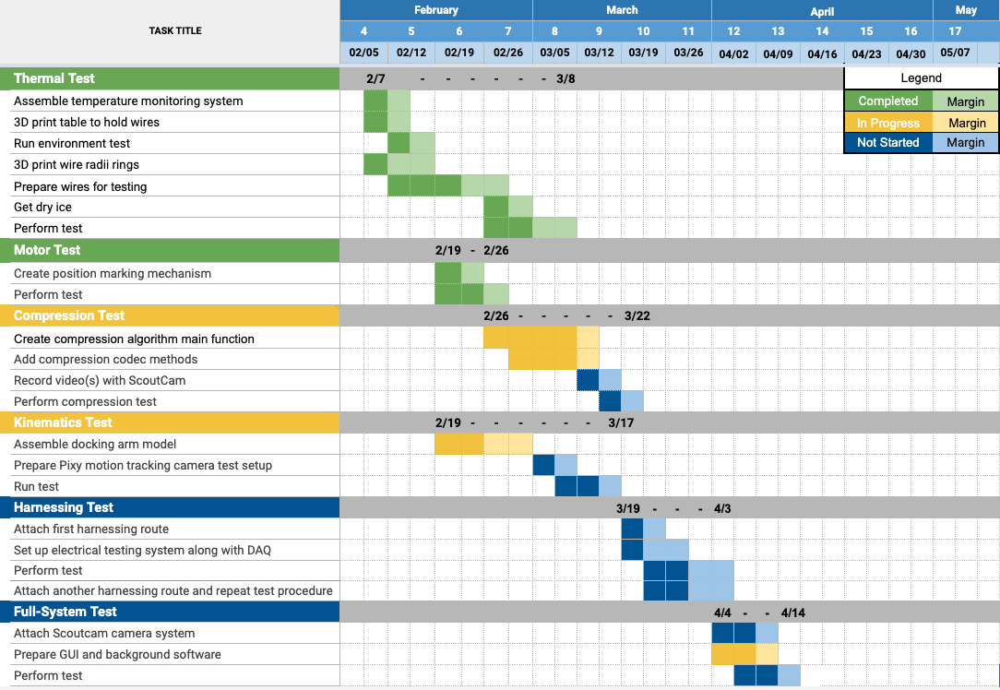 February March April May
TASK TITLE 4 5 6 7 8 9 10 11 12 13 14 15 16 17
02/05 02/12 02/19 02/26 03/05 03/12 03/19 03/26 04/02 04/09 04/16 04/23 04/30 05/07
Thermal Test 2/7 - - - - - - 3/8 Legend
Assemble temperature monitoring system Completed Margin
3D print table to hold wires In Progress Margin
Run environment test Not Started Margin
3D print wire radii rings
Prepare wires for testing
Get dry ice
Perform test
Motor Test 2/19 - 2/26
Create position marking mechanism
Perform test
Compression Test 2/26 - - - - - 3/22
Create compression algorithm main function
Add compression codec methods
Record video(s) with ScoutCam
Perform compression test
Kinematics Test 2/19 - - - - - - 3/17
Assemble docking arm model
Prepare Pixy motion tracking camera test setup
Run test
Harnessing Test 3/19 - - - 4/3
Attach first harnessing route
Set up electrical testing system along with DAQ
Perform test
Attach another harnessing route and repeat test procedure
Full-System Test 4/4 - - 4/14
Attach Scoutcam camera system
Prepare GUI and background software
Perform test